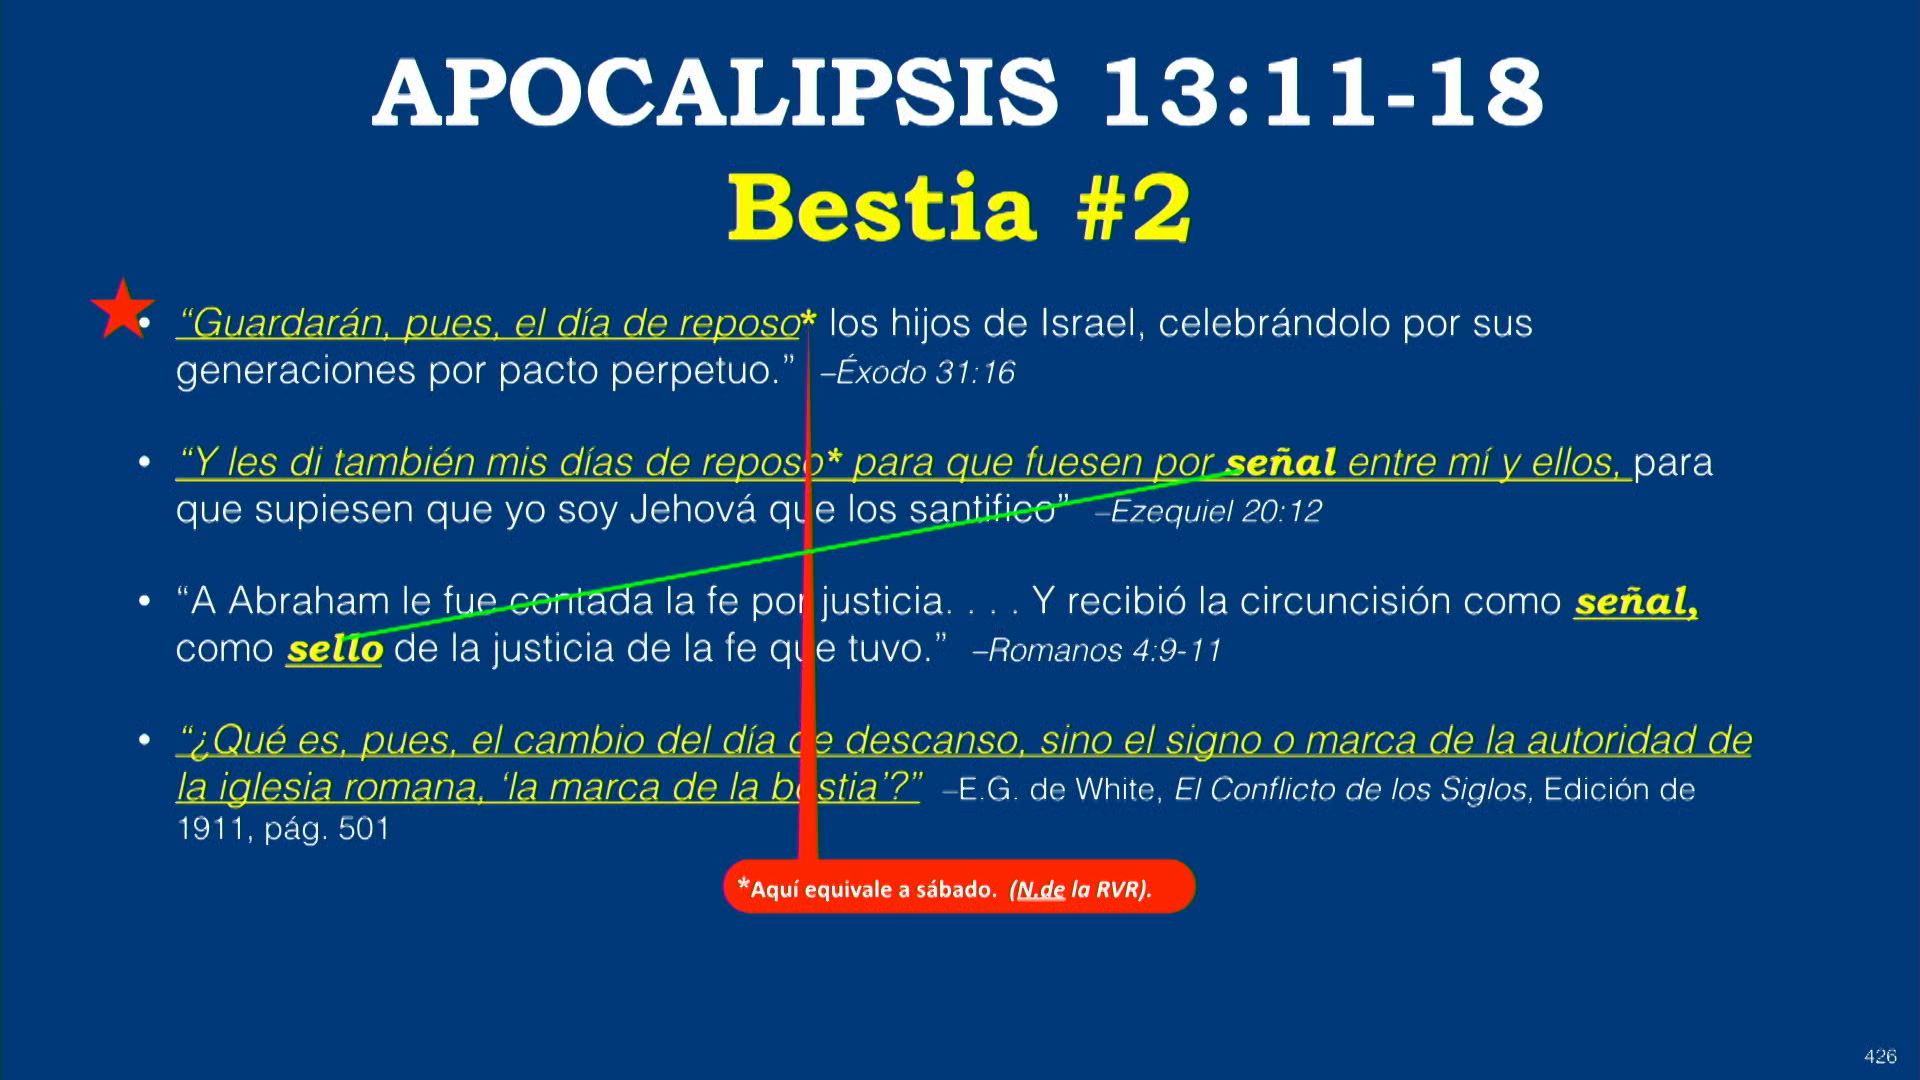 APOCALIPSIS 13:11-18
Bestia #2
• “Guardarán, pues, el día de reposo* los hijos de Israel, celebrándolo por sus
generaciones por pacto perpetuo.” –Éxodo 31:16
• “Y les di también mis días de reposo* para que fuesen por señal entre mí y ellos, para
que supiesen que yo soy Jehová que los santifico” –Ezequiel 20:12
• “A Abraham le fue contada la fe por justicia. . . . Y recibió la circuncisión como señal,
como sello de la justicia de la fe que tuvo.” –Romanos 4:9-11
• “¿Qué es, pues, el cambio del día de descanso, sino el signo o marca de la autoridad de
la iglesia romana, ‘la marca de la bestia’?” –E.G. de White, El Conflicto de los Siglos, Edición de
1911, pág. 501
*Aquí equivale a sábado. (N.de la RVR).
426